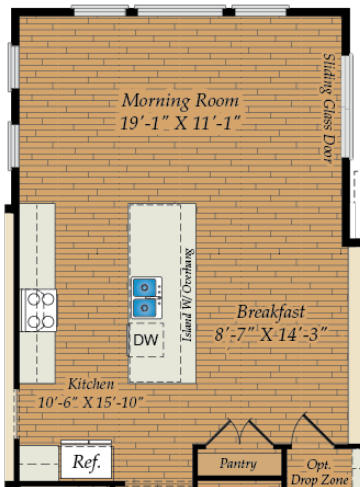 Morning Room
19'-1" X 11'-1"
Sliding Glass Door
Island W/Overhang
DW
Breakfast
8'-7" X 14'-3"
Kitchen
10'-6" X 15'-10"
Ref.
Pantry
Opt.
Drop Zone